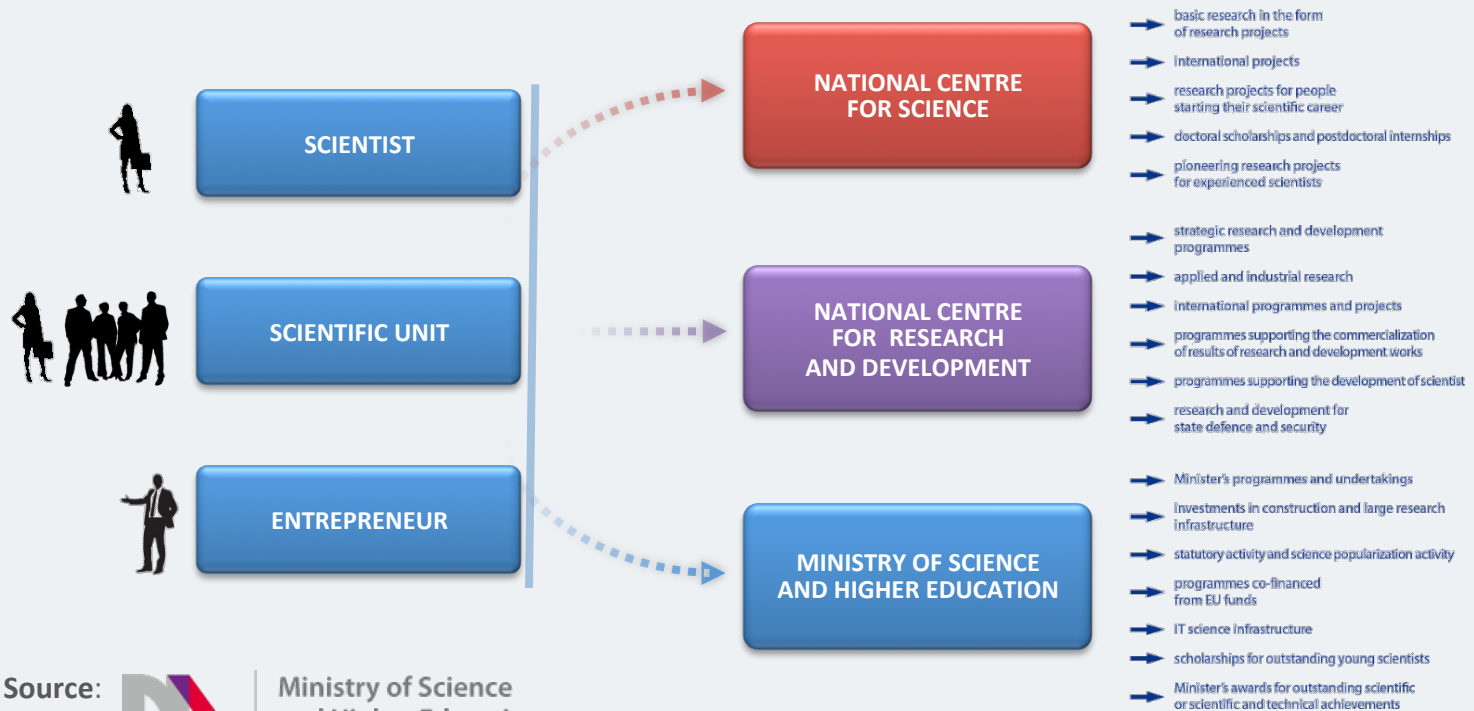 SCIENTIST
SCIENTIFIC UNIT
ENTREPRENEUR
NATIONAL CENTRE
FOR SCIENCE
basic research in the form
of research projects
international projects
research projects for people
starting their scientific career
doctoral scholarships and postdoctoral internships
pioneering research projects
for experienced scientists
NATIONAL CENTRE
FOR RESEARCH
AND DEVELOPMENT
strategic research and development
programmes
applied and industrial research
international programmes and projects
programmes supporting the commercialization
of results of research and development works
programmes supporting the development of scientist
research and development for
state defence and security
MINISTRY OF SCIENCE
AND HIGHER EDUCATION
Minister's programmes and undertakings
investments in construction and large research
infrastructure
statutory activity and science popularization activity
programmes co-financed
from EU funds
IT science infrastructure
scholarships for outstanding young scientists
Minister's awards for outstanding scientific
or scientific and technical achievements
Source:
Ministry of Science